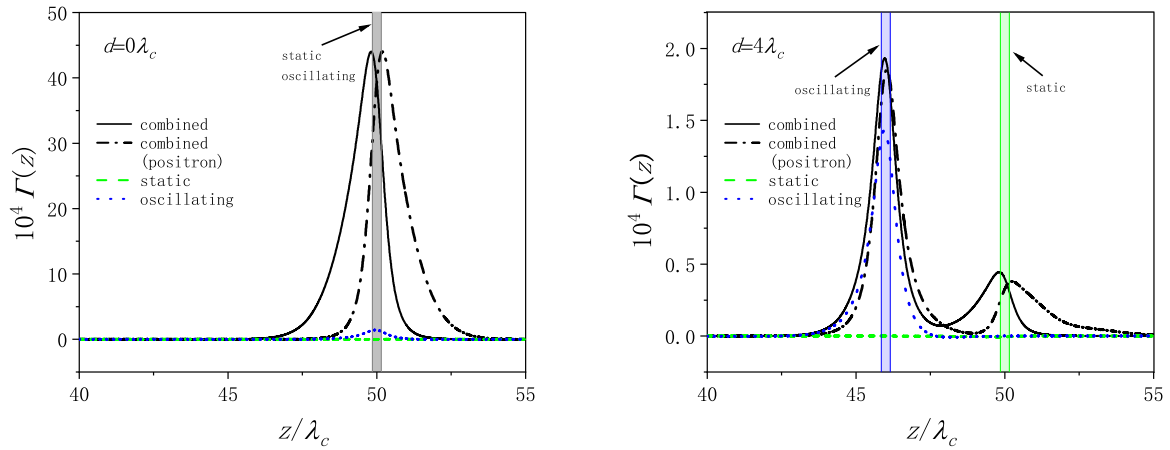 50
40
30
20
10
0
10⁴ Γ(z)
d=0λc
static
oscillating
combined
combined
(positron)
static
oscillating
40 45 50 55
z/λc
2.0
1.5
1.0
0.5
0.0
10⁴ Γ(z)
d=4λc
oscillating
static
combined
combined
(positron)
static
oscillating
40 45 50 55
z/λc